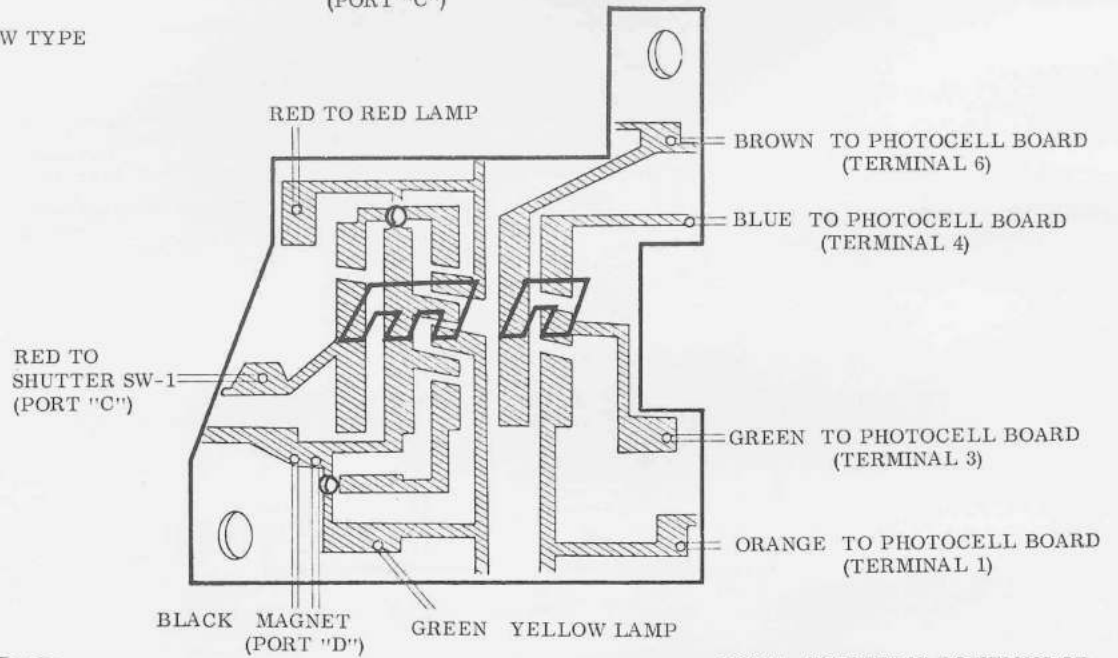 (PORT "C")
W TYPE
RED TO RED LAMP
BROWN TO PHOTOCELL BOARD
(TERMINAL 6)
BLUE TO PHOTOCELL BOARD
(TERMINAL 4)
RED TO
SHUTTER SW-1
(PORT "C")
GREEN TO PHOTOCELL BOARD
(TERMINAL 3)
ORANGE TO PHOTOCELL BOARD
(TERMINAL 1)
BLACK MAGNET
(PORT "D")
GREEN YELLOW LAMP